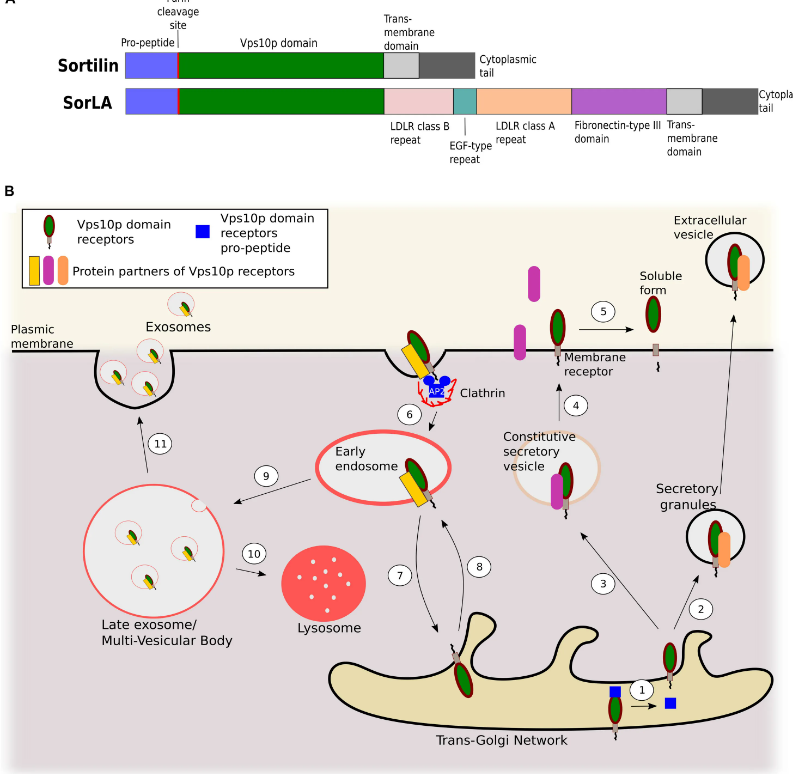 cleavage
site
Trans-
membrane
domain
Pro-peptide
Vps10p domain
Sortilin
Cytoplasmic
tail
SorLA
tail
LDLR class B
repeat
EGF-type
repeat
LDLR class A
repeat
Fibronectin-type III
domain
Trans-
membrane
domain
B
Vps10p domain
receptors
Vps10p domain
receptors
pro-peptide
Protein partners of Vps10p receptors
Extracellular
vesicle
Soluble
form
5
Exosomes
Plasmic
membrane
Membrane
receptor
AP2
Clathrin
6
4
11
Early
endosome
Constitutive
secretory
vesicle
9
Secretory
granules
10
7
8
3
2
Late exosome/
Multi-Vesicular Body
Lysosome
1
Trans-Golgi Network